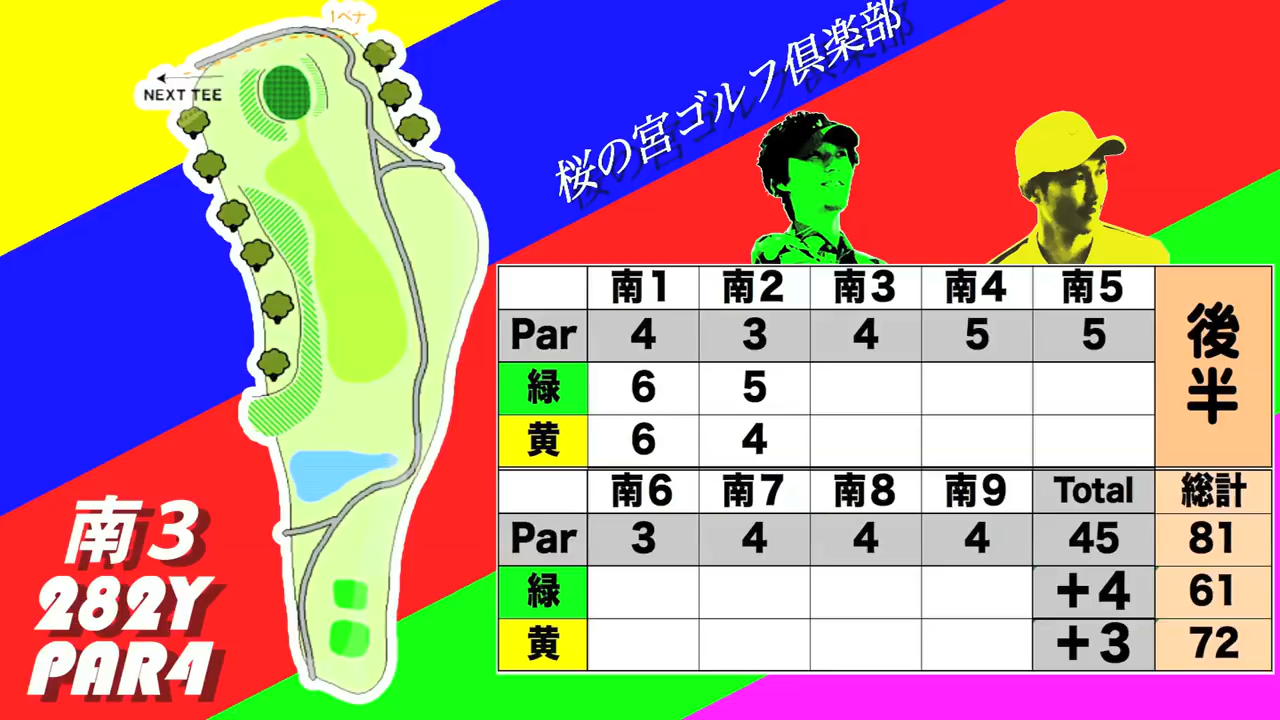 1ペナ
NEXT TEE
桜の宮ゴルフ倶楽部
南3
282Y
PAR4
南1 南2 南3 南4 南5 後半
Par 4 3 4 5 5
緑 6 5
黄 6 4
南6 南7 南8 南9 Total 総計
Par 3 4 4 4 45 81
緑 +4 61
黄 +3 72